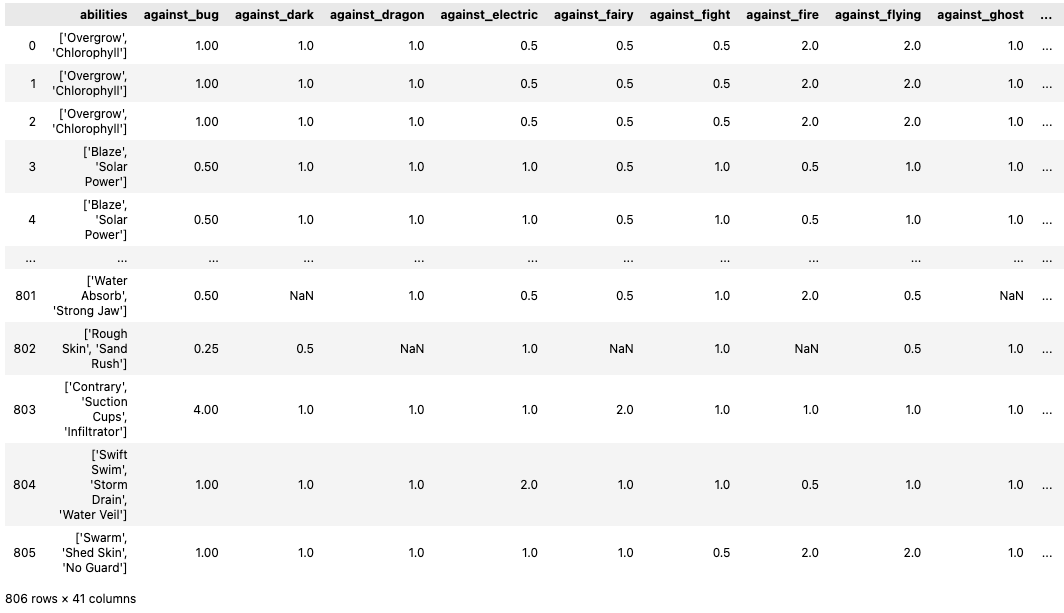 abilities against_bug against_dark against_dragon against_electric against_fairy against_fight against_fire against_flying against_ghost ...
0 ['Overgrow', 'Chlorophyll'] 1.00 1.0 1.0 0.5 0.5 0.5 2.0 2.0 1.0 ...
1 ['Overgrow', 'Chlorophyll'] 1.00 1.0 1.0 0.5 0.5 0.5 2.0 2.0 1.0 ...
2 ['Overgrow', 'Chlorophyll'] 1.00 1.0 1.0 0.5 0.5 0.5 2.0 2.0 1.0 ...
3 ['Blaze', 'Solar Power'] 0.50 1.0 1.0 1.0 0.5 1.0 0.5 1.0 1.0 ...
4 ['Blaze', 'Solar Power'] 0.50 1.0 1.0 1.0 0.5 1.0 0.5 1.0 1.0 ...
... ... ... ... ... ... ... ... ... ... ... ...
801 ['Water Absorb', 'Strong Jaw'] 0.50 NaN 1.0 0.5 0.5 1.0 2.0 0.5 NaN ...
802 ['Rough Skin', 'Sand Rush'] 0.25 0.5 NaN 1.0 NaN 1.0 NaN 0.5 1.0 ...
803 ['Contrary', 'Suction Cups', 'Infiltrator'] 4.00 1.0 1.0 1.0 2.0 1.0 1.0 1.0 1.0 ...
804 ['Swift Swim', 'Storm Drain', 'Water Veil'] 1.00 1.0 1.0 2.0 1.0 1.0 0.5 1.0 1.0 ...
805 ['Swarm', 'Shed Skin', 'No Guard'] 1.00 1.0 1.0 1.0 1.0 0.5 2.0 2.0 1.0 ...
806 rows × 41 columns